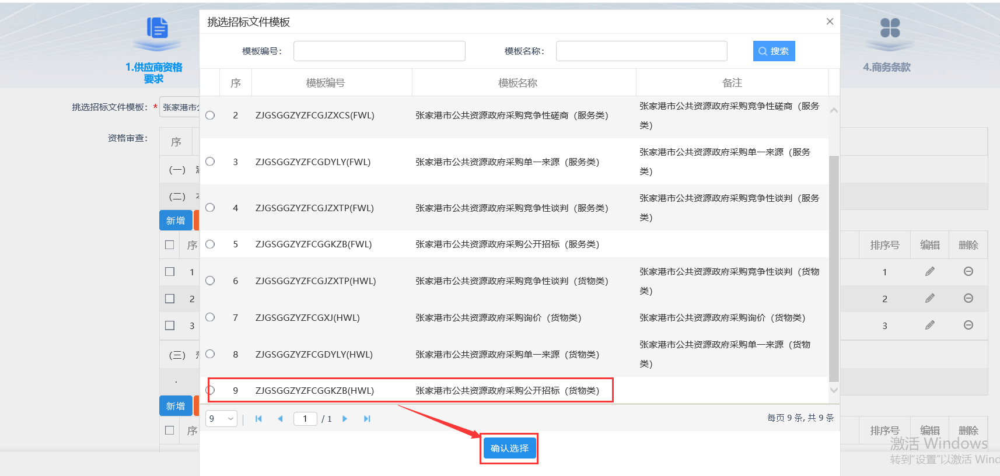 挑选招标文件模板
模板编号：
模板名称：
搜索
1.供应商资格
要求
4.商务条款
挑选招标文件模板：* 张家港市公
资格审查：
序
（一）
（二）
新增
序
1
2
3
（三）
新增
序
序 模板编号 模板名称 备注
2 ZJGSGGZYZFCGJZXCS(FWL) 张家港市公共资源政府采购竞争性磋商（服务类） 张家港市公共资源政府采购竞争性磋商（服务
类）
3 ZJGSGGZYZFCGDYLY(FWL) 张家港市公共资源政府采购单一来源（服务类） 张家港市公共资源政府采购单一来源（服务
类）
4 ZJGSGGZYZFCGJZXTP(FWL) 张家港市公共资源政府采购竞争性谈判（服务类） 张家港市公共资源政府采购竞争性谈判（服务
类）
5 ZJGSGGZYZFCGGKZB(FWL) 张家港市公共资源政府采购公开招标（服务类）
6 ZJGSGGZYZFCGJZXTP(HWL) 张家港市公共资源政府采购竞争性谈判（货物类） 张家港市公共资源政府采购竞争性谈判（货物
类）
7 ZJGSGGZYZFCGXJ(HWL) 张家港市公共资源政府采购询价（货物类） 张家港市公共资源政府采购询价（货物类）
8 ZJGSGGZYZFCGDYLY(HWL) 张家港市公共资源政府采购单一来源（货物类） 张家港市公共资源政府采购单一来源（货物
类）
9 ZJGSGGZYZFCGGKZB(HWL) 张家港市公共资源政府采购公开招标（货物类）
9 1 / 1 每页 9 条, 共 9 条
确认选择
排序号 编辑 删除
1
2
3
排序号 编辑 删除
激活 Windows
转到"设置"以激活 Wind